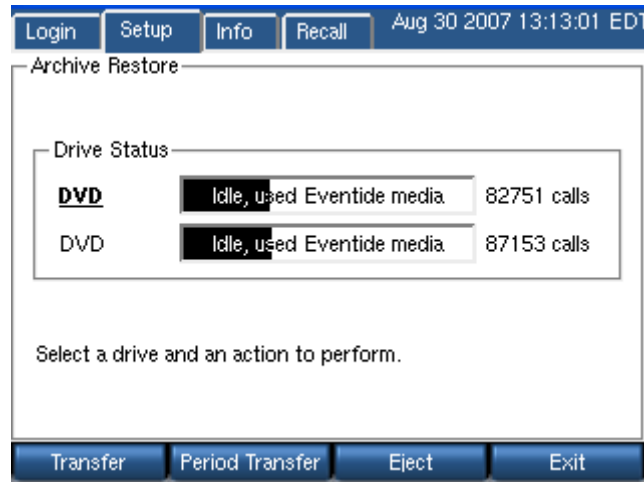 Login Setup Info Recall Aug 30 2007 13:13:01 EDT
Archive Restore
Drive Status
DVD Idle, used Eventide media 82751 calls
DVD Idle, used Eventide media 87153 calls
Select a drive and an action to perform.
Transfer Period Transfer Eject Exit